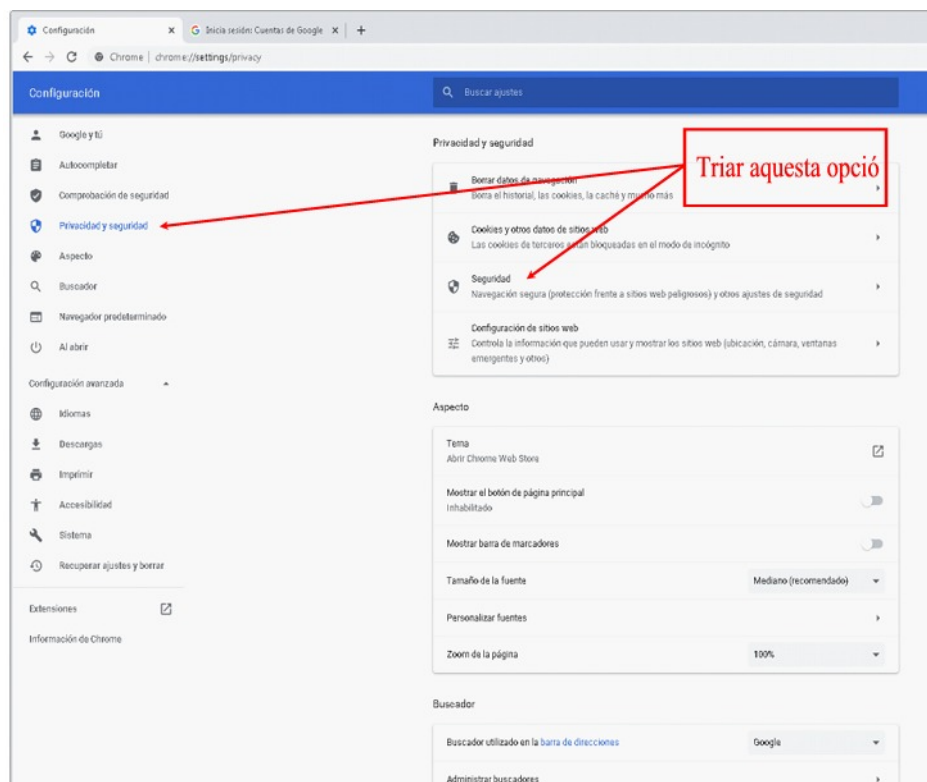 Configuración
Inicia sesión: Cuentas de Google
Chrome | chrome://settings/privacy
Configuración
Buscar ajustes
Google y tú
Autocompletar
Comprobación de seguridad
Privacidad y seguridad
Aspecto
Buscador
Navegador predeterminado
Al abrir
Configuración avanzada
Idiomas
Descargas
Imprimir
Accesibilidad
Sistema
Recuperar ajustes y borrar
Extensiones
Información de Chrome
Privacidad y seguridad
Triar aquesta opció
Borrar datos de navegación
Borra el historial, las cookies, la caché y mucho más
Cookies y otros datos de sitios web
Las cookies de terceros están bloqueadas en el modo de incógnito
Seguridad
Navegación segura (protección frente a sitios web peligrosos) y otros ajustes de seguridad
Configuración de sitios web
Controla la información que pueden usar y mostrar los sitios web (ubicación, cámara, ventanas
emergentes y otros)
Aspecto
Tema
Abrir Chrome Web Store
Mostrar el botón de página principal
Inhabilitado
Mostrar barra de marcadores
Tamaño de la fuente
Mediano (recomendado)
Personalizar fuentes
Zoom de la página
100%
Buscador
Buscador utilizado en la barra de direcciones
Google
Administrar buscadores